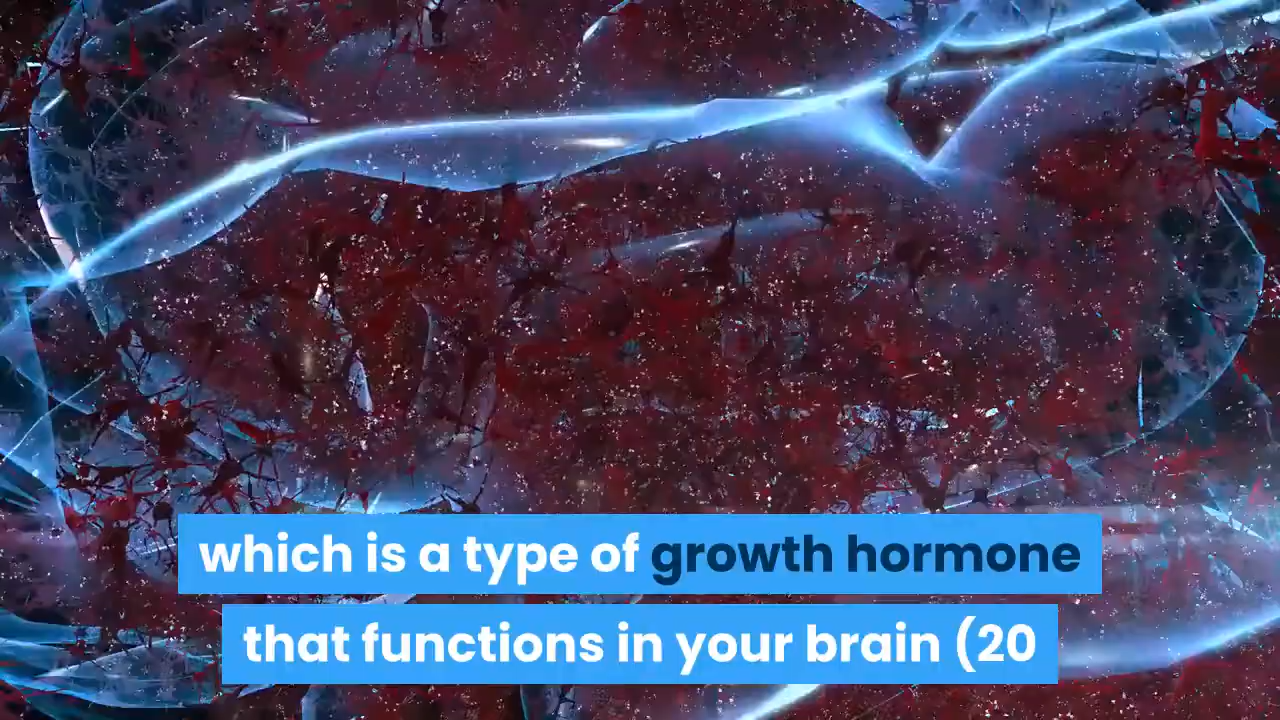 which is a type of growth hormone
that functions in your brain (20